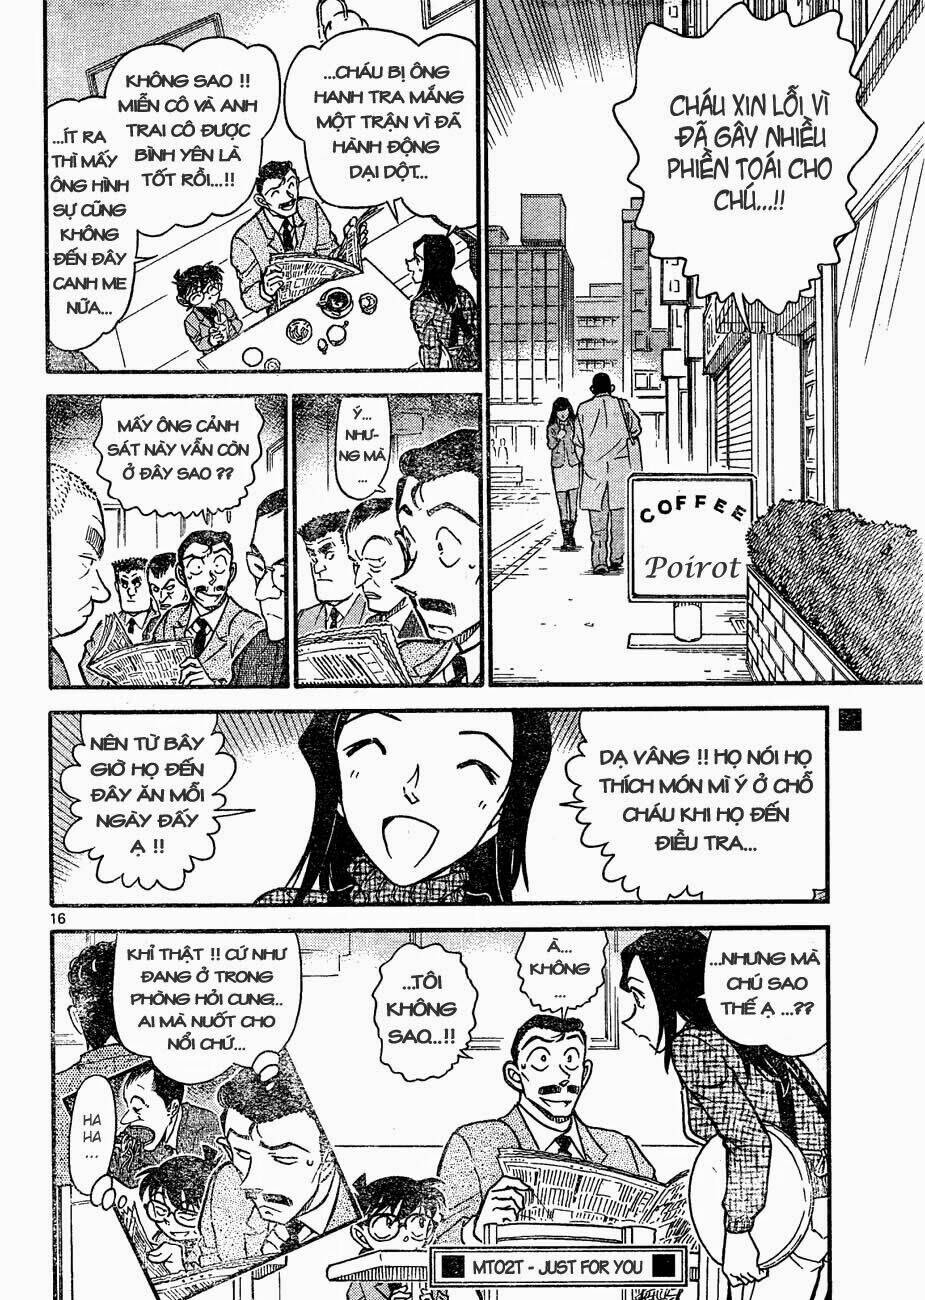 CHÁU XIN LỖI VÌ
ĐÃ GÂY NHIỀU
PHIỀN TOÁI CHO
CHÚ...!!
COFFEE
Poirot
...CHÁU BỊ ÔNG
HANH TRA MẮNG
MỘT TRẬN VÌ ĐÃ
HÀNH ĐỘNG
DẠI DỘT...
KHÔNG SAO !!
MIỄN CÔ VÀ ANH
TRAI CÔ ĐƯỢC
BÌNH YÊN LÀ
TỐT RỒI...!!
...ÍT RA
THÌ MẤY
ÔNG HÌNH
SỰ CŨNG
KHÔNG
ĐẾN ĐÂY
CANH ME
NỮA...
Ý...
NHƯ-
NG MÀ
...
MẤY ÔNG CẢNH
SÁT NÀY VẪN CÒN
Ở ĐÂY SAO ??
DẠ VÂNG !! HỌ NÓI HỌ
THÍCH MÓN MÌ Ý Ở CHỖ
CHÁU KHI HỌ ĐẾN
ĐIỀU TRA...
NÊN TỪ BÂY
GIỜ HỌ ĐẾN
ĐÂY ĂN MỖI
NGÀY ĐẤY
Ạ !!
16
...NHƯNG MÀ
CHÚ SAO
THẾ Ạ ...??
À...
KHÔNG
...
...TÔI
KHÔNG
SAO...!!
KHỈ THẬT !! CỨ NHƯ
ĐANG Ở TRONG
PHÒNG HỎI CUNG..
AI MÀ NUỐT CHO
NỔI CHỨ...
HA
HA
...
MT02T - JUST FOR YOU